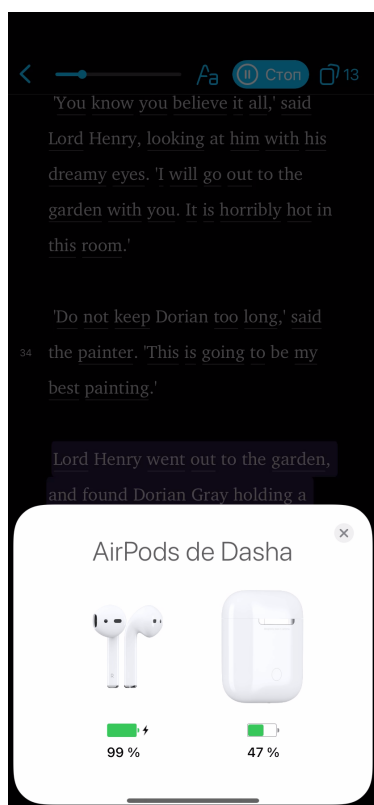 Aa
Стоп
13
'You know you believe it all,' said
Lord Henry, looking at him with his
dreamy eyes. 'I will go out to the
garden with you. It is horribly hot in
this room.'
'Do not keep Dorian too long,' said
34
the painter. 'This is going to be my
best painting.'
Lord Henry went out to the garden,
and found Dorian Gray holding a
AirPods de Dasha
99 %
47 %